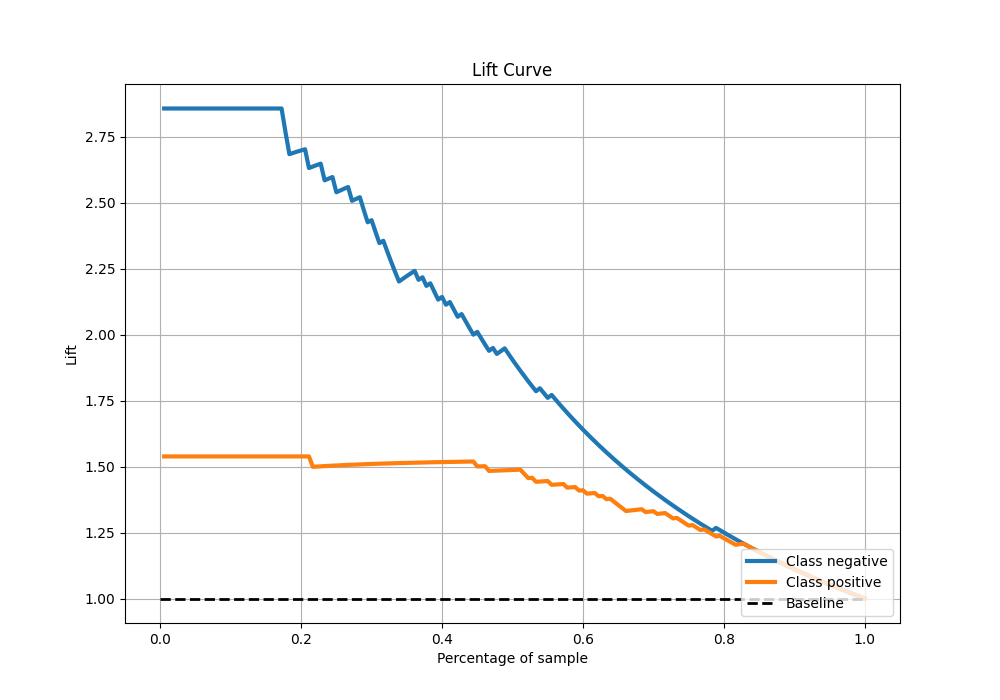 Lift Curve
2.75
2.50
2.25
2.00
1.75
1.50
1.25
1.00
Lift
0.0 0.2 0.4 0.6 0.8 1.0
Percentage of sample
Class negative
Class positive
Baseline